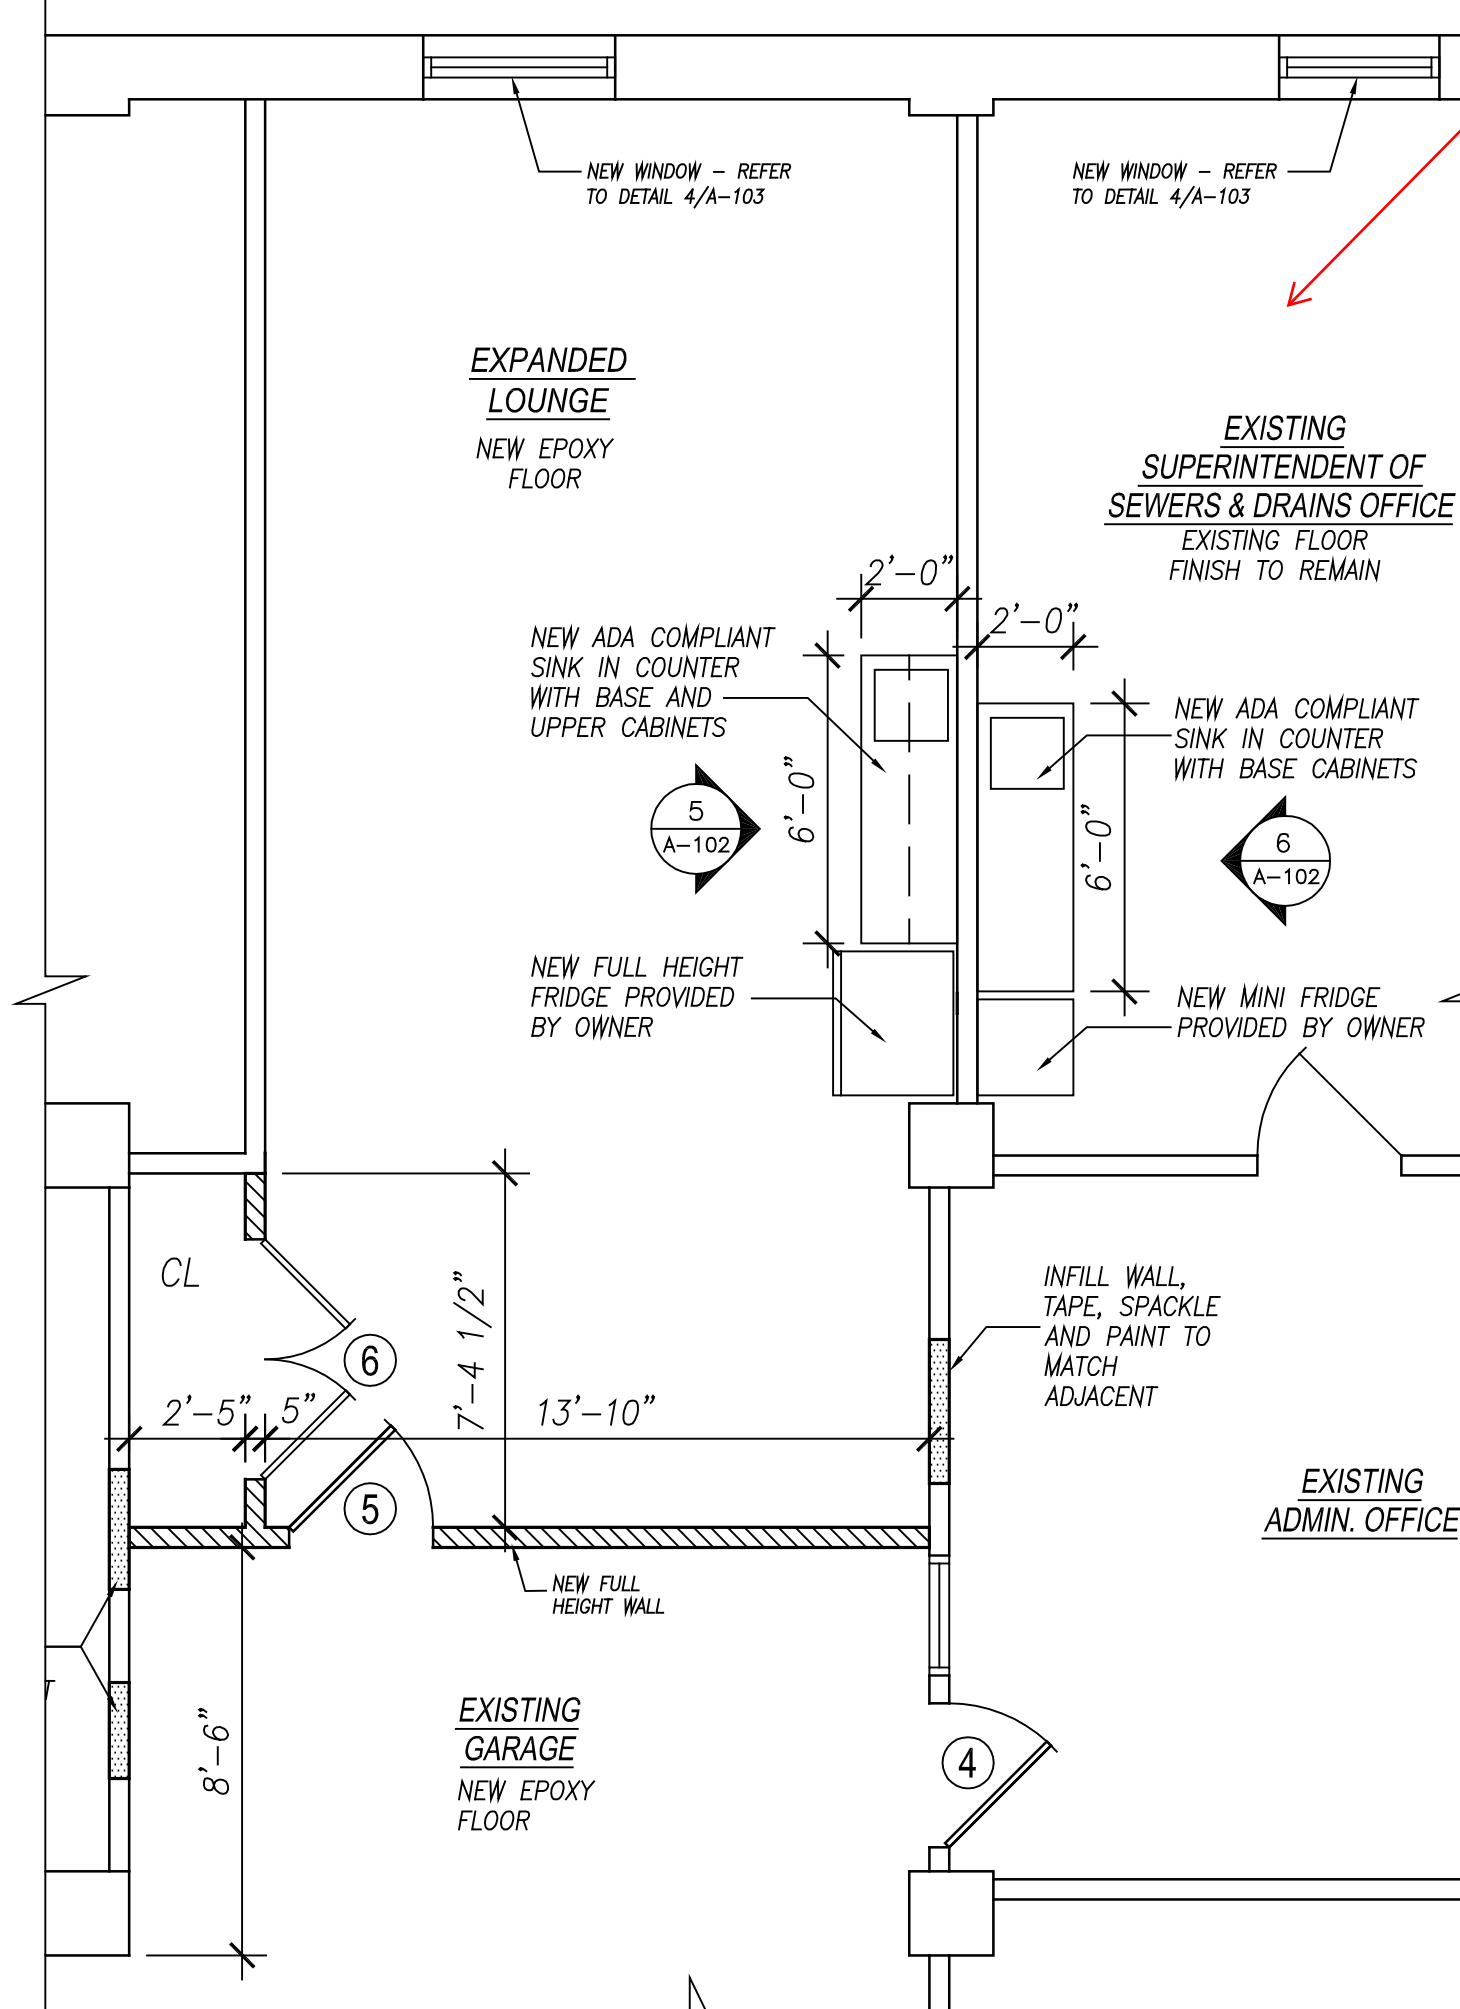 NEW WINDOW – REFER
TO DETAIL 4/A–103
NEW WINDOW – REFER
TO DETAIL 4/A–103
EXPANDED
LOUNGE
NEW EPOXY
FLOOR
EXISTING
SUPERINTENDENT OF
SEWERS & DRAINS OFFICE
EXISTING FLOOR
FINISH TO REMAIN
2'–0"
2'–0"
NEW ADA COMPLIANT
SINK IN COUNTER
WITH BASE AND
UPPER CABINETS
NEW ADA COMPLIANT
SINK IN COUNTER
WITH BASE CABINETS
5
A–102
6'–0"
6'–0"
6
A–102
NEW FULL HEIGHT
FRIDGE PROVIDED
BY OWNER
NEW MINI FRIDGE
PROVIDED BY OWNER
CL
7'–4 1/2"
INFILL WALL,
TAPE, SPACKLE
AND PAINT TO
MATCH
ADJACENT
6
2'–5"
5"
13'–10"
5
EXISTING
ADMIN. OFFICE
NEW FULL
HEIGHT WALL
T
8'–6"
EXISTING
GARAGE
NEW EPOXY
FLOOR
4